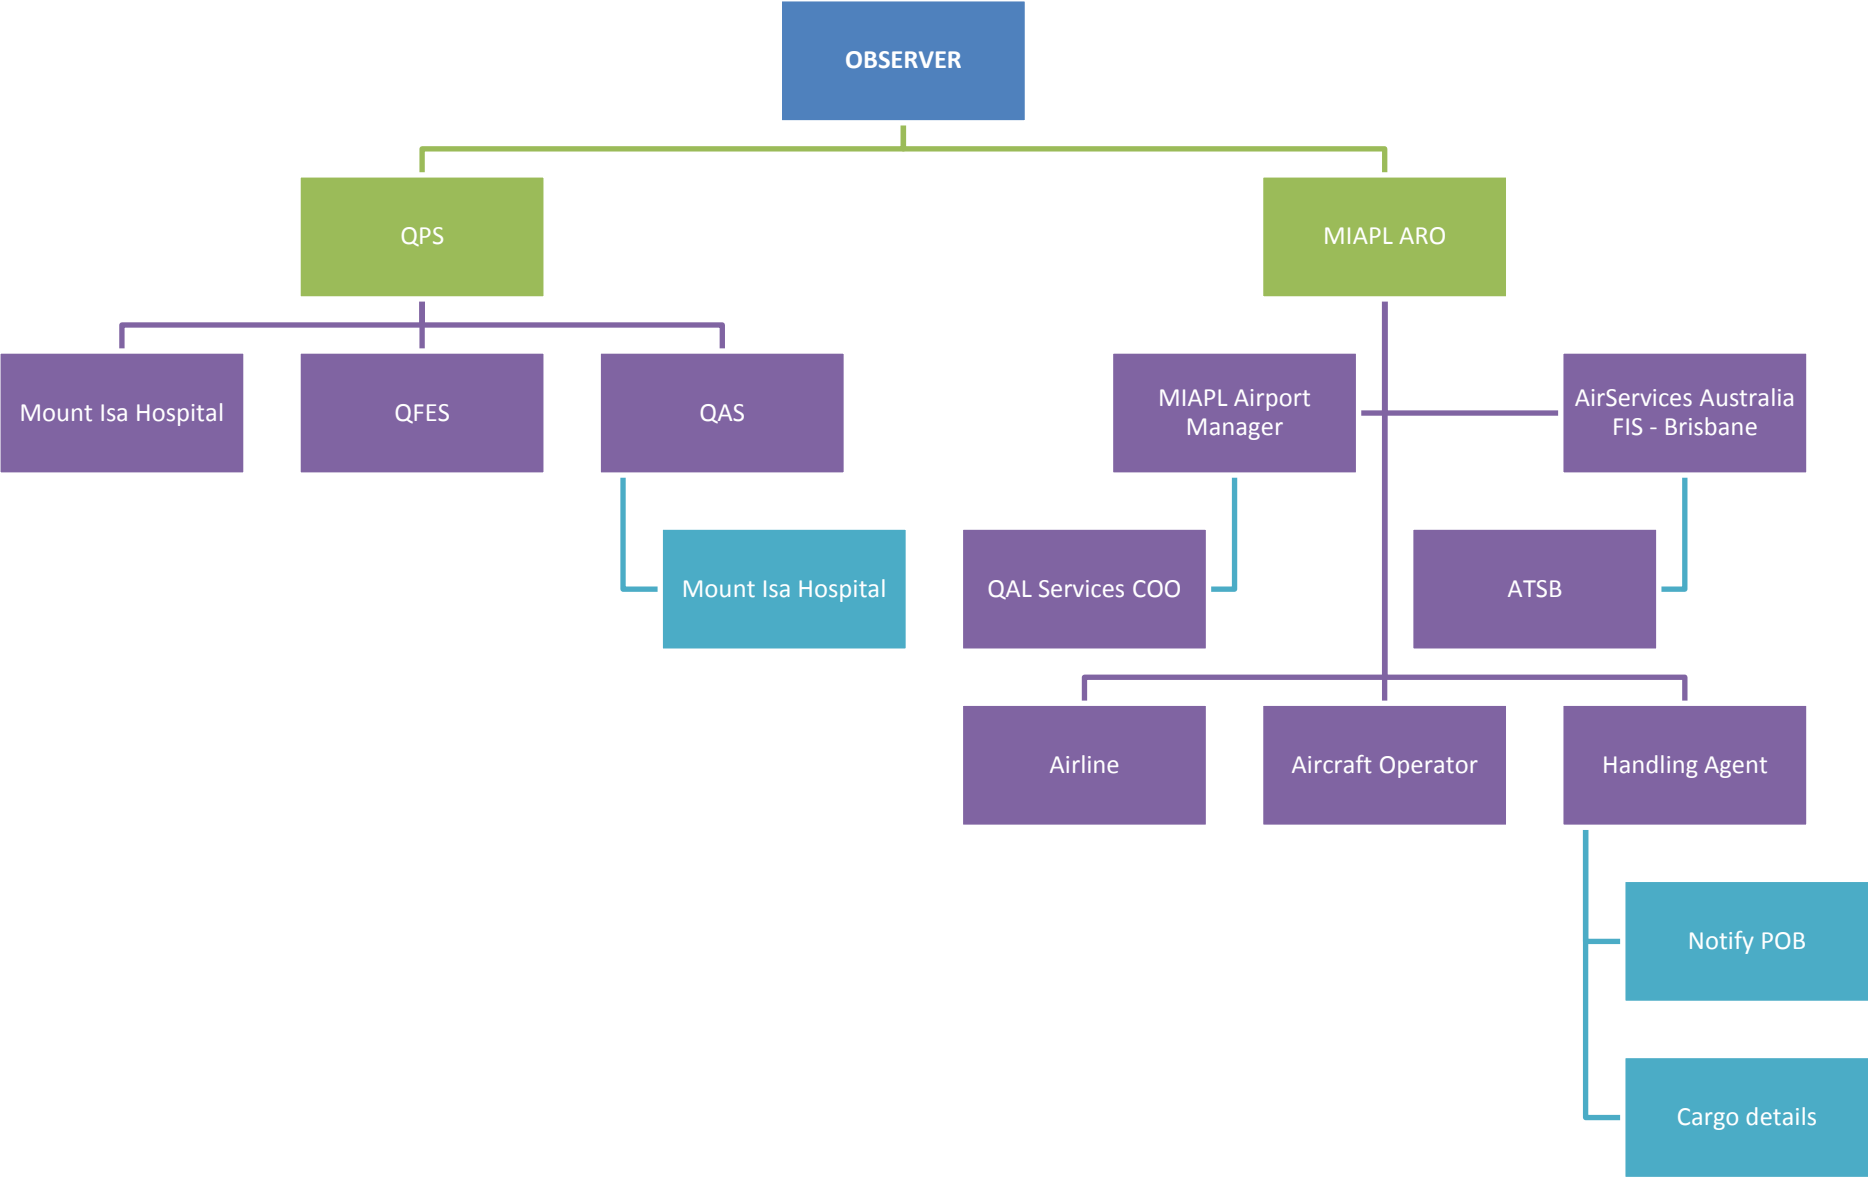 OBSERVER
QPS
MIAPL ARO
Mount Isa Hospital
QFES
QAS
MIAPL Airport
Manager
AirServices Australia
FIS - Brisbane
Mount Isa Hospital
QAL Services COO
ATSB
Airline
Aircraft Operator
Handling Agent
Notify POB
Cargo details